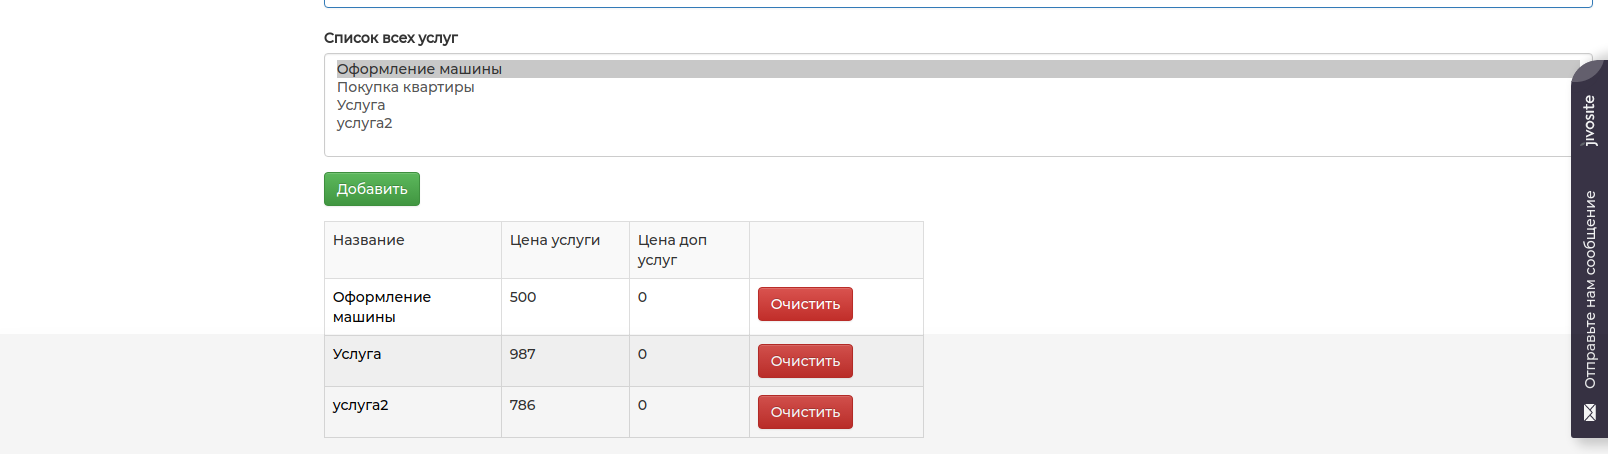 Список всех услуг
Оформление машины
Покупка квартиры
Услуга
услуга2
Добавить
Название Цена услуги Цена доп
услуг
Оформление
машины 500 0 Очистить
Услуга 987 0 Очистить
услуга2 786 0 Очистить
jivosite
Отправьте нам сообщение